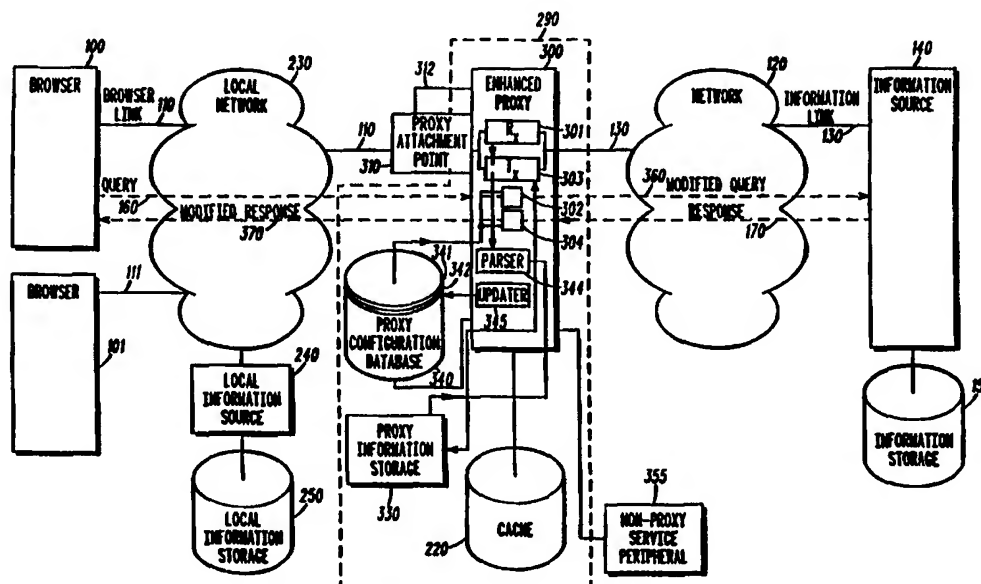 290
100
BROWSER
230
LOCAL
NETWORK
BROWSER
LINK
110
312
300
ENHANCED
PROXY
120
NETWORK
140
INFORMATION
SOURCE
INFORMATION
LINK
130
110
PROXY
ATTACHMENT
POINT
310
RX
301
TX
303
130
QUERY
160
MODIFIED RESPONSE
370
302
304
360
MODIFIED QUERY
RESPONSE
170
BROWSER
111
101
341
342
PROXY
CONFIGURATION
DATABASE
340
PARSER
344
UPDATER
345
240
LOCAL
INFORMATION
SOURCE
PROXY
INFORMATION
STORAGE
330
250
LOCAL
INFORMATION
STORAGE
CACHE
220
355
NON-PROXY
SERVICE
PERIPHERAL
INFORMATION
STORAGE